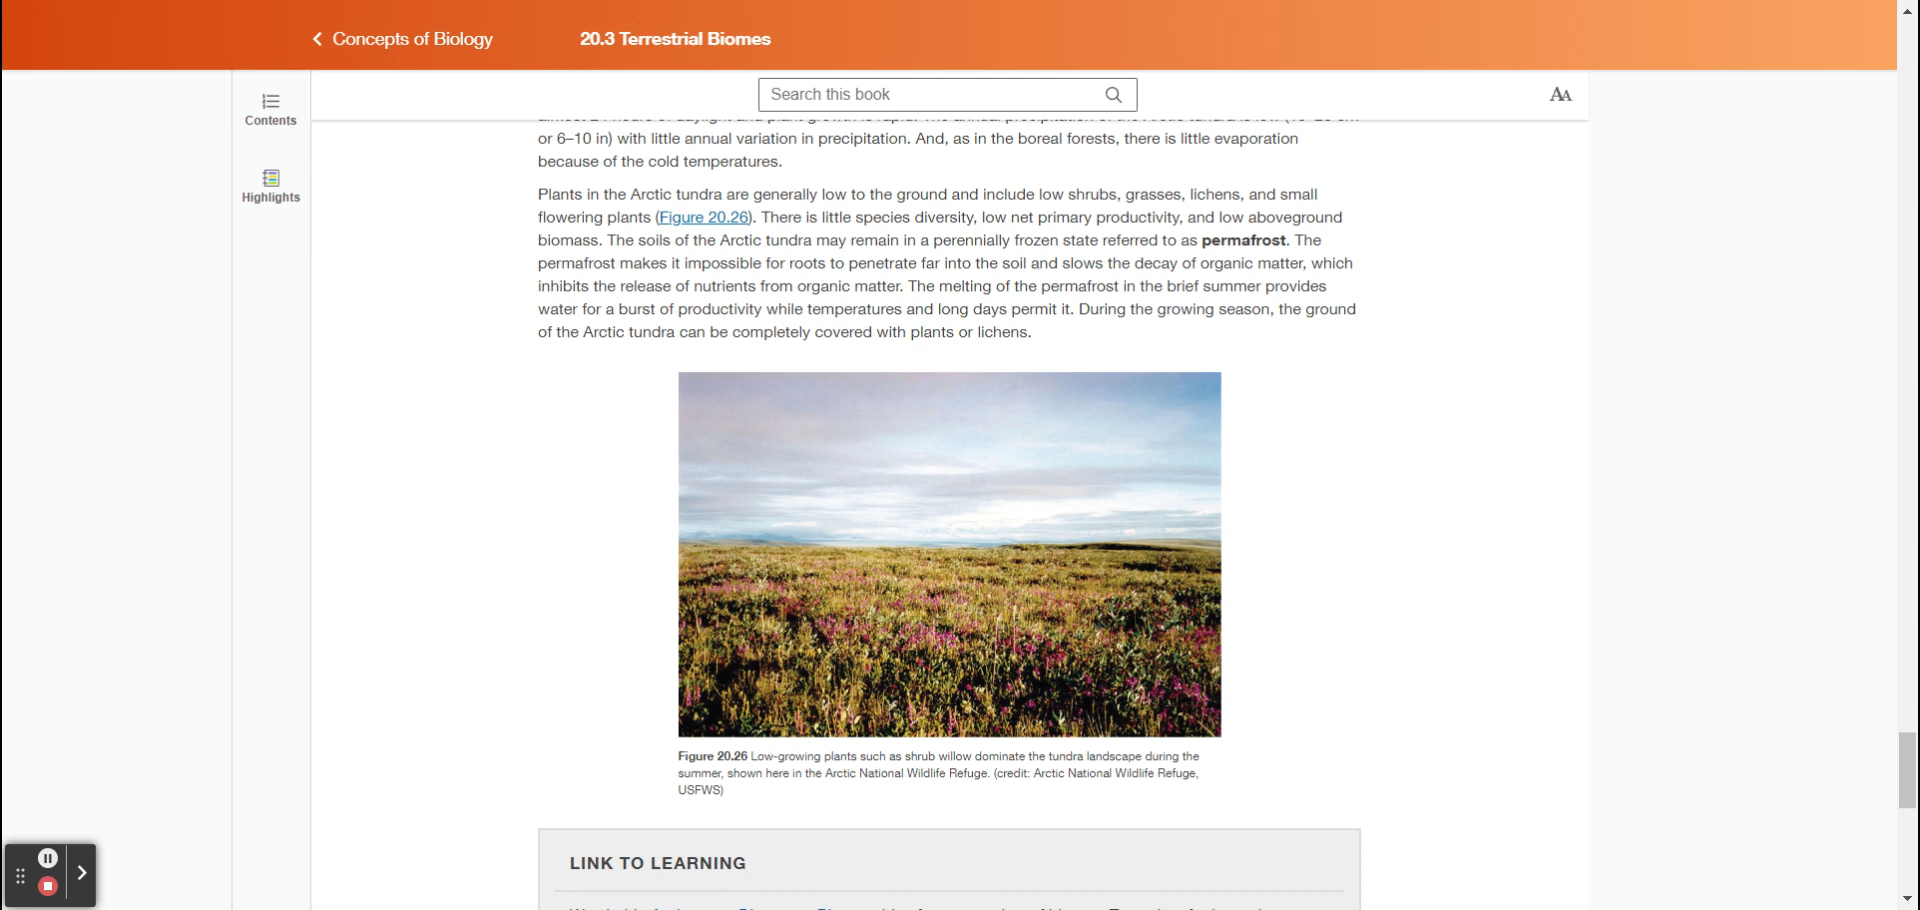 Concepts of Biology
20.3 Terrestrial Biomes
Contents
Highlights
Search this book
AA
or 6–10 in) with little annual variation in precipitation. And, as in the boreal forests, there is little evaporation
because of the cold temperatures.
Plants in the Arctic tundra are generally low to the ground and include low shrubs, grasses, lichens, and small
flowering plants (Figure 20.26). There is little species diversity, low net primary productivity, and low aboveground
biomass. The soils of the Arctic tundra may remain in a perennially frozen state referred to as permafrost. The
permafrost makes it impossible for roots to penetrate far into the soil and slows the decay of organic matter, which
inhibits the release of nutrients from organic matter. The melting of the permafrost in the brief summer provides
water for a burst of productivity while temperatures and long days permit it. During the growing season, the ground
of the Arctic tundra can be completely covered with plants or lichens.
Figure 20.26 Low-growing plants such as shrub willow dominate the tundra landscape during the
summer, shown here in the Arctic National Wildlife Refuge. (credit: Arctic National Wildlife Refuge,
USFWS)
LINK TO LEARNING